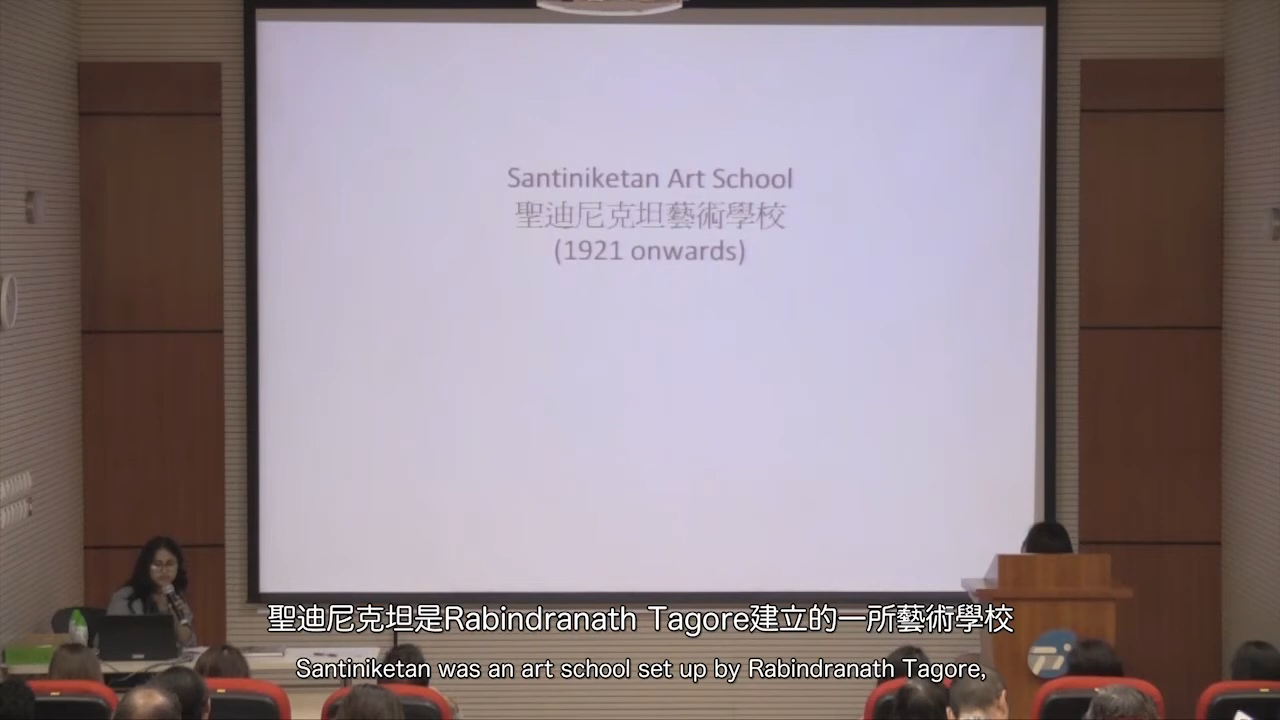 Santiniketan Art School
聖迪尼克坦藝術學校
(1921 onwards)
聖迪尼克坦是Rabindranath Tagore建立的一所藝術學校
Santiniketan was an art school set up by Rabindranath Tagore,